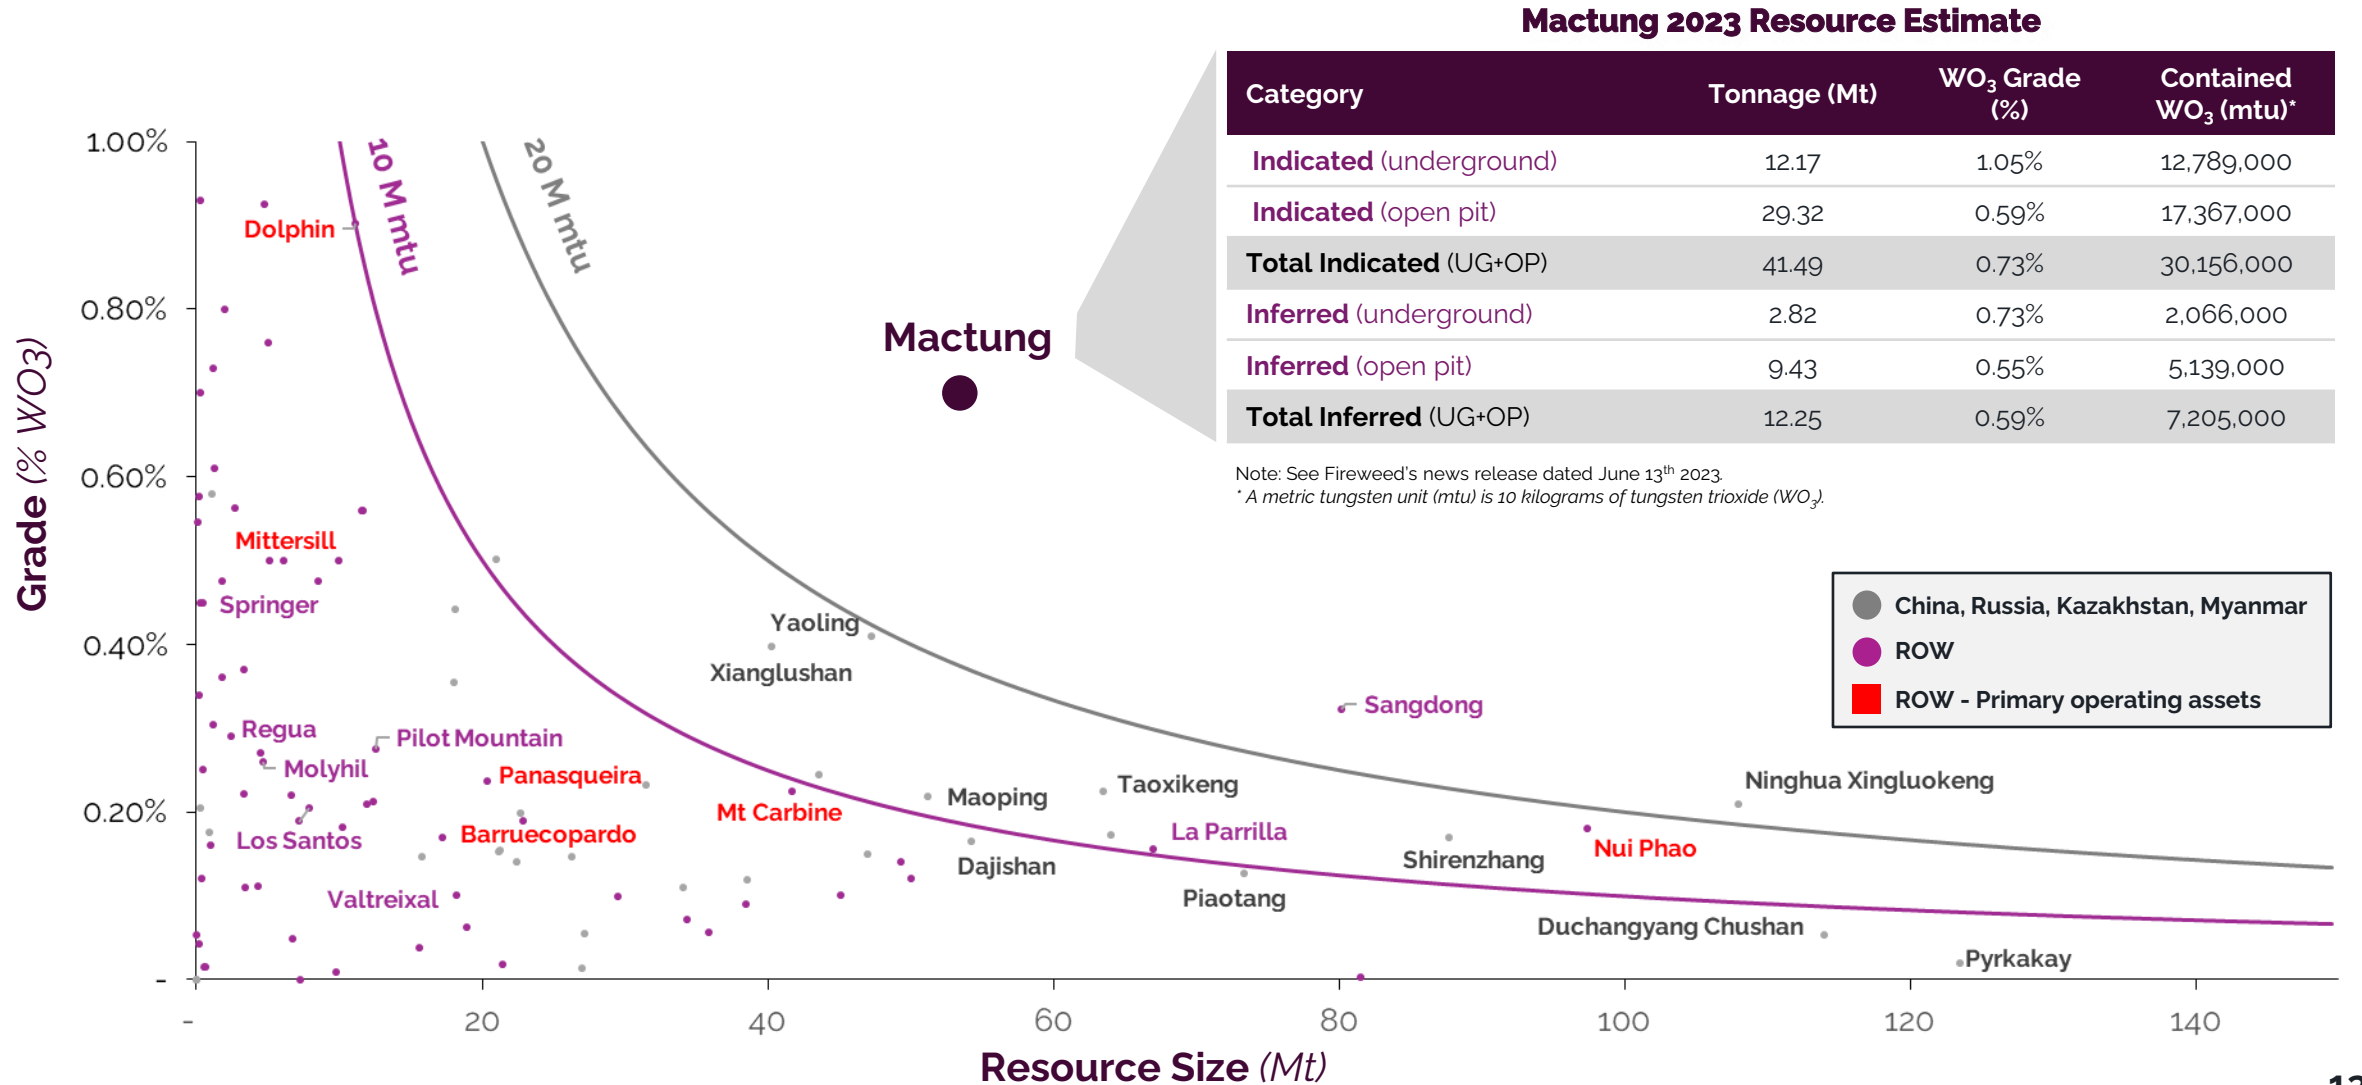 Mactung 2023 Resource Estimate
Category Tonnage (Mt) WO3 Grade (%) Contained WO3 (mtu)*
Indicated (underground) 12.17 1.05% 12,789,000
Indicated (open pit) 29.32 0.59% 17,367,000
Total Indicated (UG+OP) 41.49 0.73% 30,156,000
Inferred (underground) 2.82 0.73% 2,066,000
Inferred (open pit) 9.43 0.55% 5,139,000
Total Inferred (UG+OP) 12.25 0.59% 7,205,000
Note: See Fireweed's news release dated June 13th 2023.
* A metric tungsten unit (mtu) is 10 kilograms of tungsten trioxide (WO3).
Grade (% WO3)
1.00%
0.80%
0.60%
0.40%
0.20%
-
10 M mtu
20 M mtu
Dolphin
Mactung
Mittersill
Springer
Yaoling
Xianglushan
Sangdong
Regua
Pilot Mountain
Molyhil
Panasqueira
Mt Carbine
Maoping
Taoxikeng
Ninghua Xingluokeng
Los Santos
Barruecopardo
La Parrilla
Dajishan
Shirenzhang
Nui Phao
Valtreixal
Piaotang
Duchangyang Chushan
Pyrkakay
China, Russia, Kazakhstan, Myanmar
ROW
ROW - Primary operating assets
- 20 40 60 80 100 120 140
Resource Size (Mt)